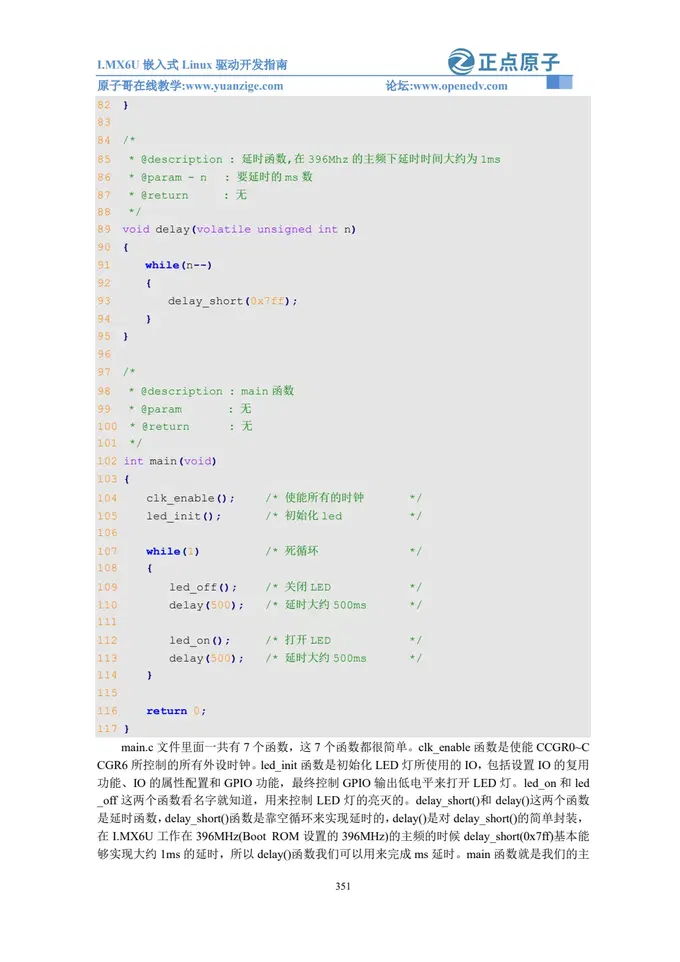 I.MX6U 嵌入式 Linux 驱动开发指南
正点原子
原子哥在线教学:www.yuanzige.com 论坛:www.openedv.com
82 }
83
84 /*
85 * @description : 延时函数,在 396Mhz 的主频下延时时间大约为 1ms
86 * @param - n : 要延时的 ms 数
87 * @return : 无
88 */
89 void delay(volatile unsigned int n)
90 {
91 while(n--)
92 {
93 delay_short(0x7ff);
94 }
95 }
96
97 /*
98 * @description : main 函数
99 * @param : 无
100 * @return : 无
101 */
102 int main(void)
103 {
104 clk_enable(); /* 使能所有的时钟 */
105 led_init(); /* 初始化 led */
106
107 while(1) /* 死循环 */
108 {
109 led_off(); /* 关闭 LED */
110 delay(500); /* 延时大约 500ms */
111
112 led_on(); /* 打开 LED */
113 delay(500); /* 延时大约 500ms */
114 }
115
116 return 0;
117 }
main.c 文件里面一共有 7 个函数，这 7 个函数都很简单。clk_enable 函数是使能 CCGR0~C
CGR6 所控制的所有外设时钟。led_init 函数是初始化 LED 灯所使用的 IO，包括设置 IO 的复用
功能、IO 的属性配置和 GPIO 功能，最终控制 GPIO 输出低电平来打开 LED 灯。led_on 和 led
_off 这两个函数看名字就知道，用来控制 LED 灯的亮灭的。delay_short()和 delay()这两个函数
是延时函数，delay_short()函数是靠空循环来实现延时的，delay()是对 delay_short()的简单封装，
在 I.MX6U 工作在 396MHz(Boot ROM 设置的 396MHz)的主频的时候 delay_short(0x7ff)基本能
够实现大约 1ms 的延时，所以 delay()函数我们可以用来完成 ms 延时。main 函数就是我们的主
351